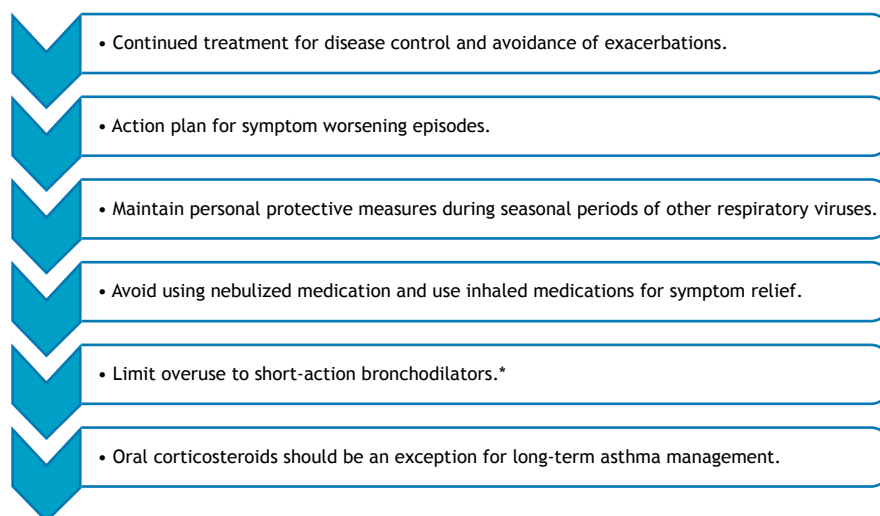 • Continued treatment for disease control and avoidance of exacerbations.
• Action plan for symptom worsening episodes.
• Maintain personal protective measures during seasonal periods of other respiratory viruses.
• Avoid using nebulized medication and use inhaled medications for symptom relief.
• Limit overuse to short-action bronchodilators.*
• Oral corticosteroids should be an exception for long-term asthma management.